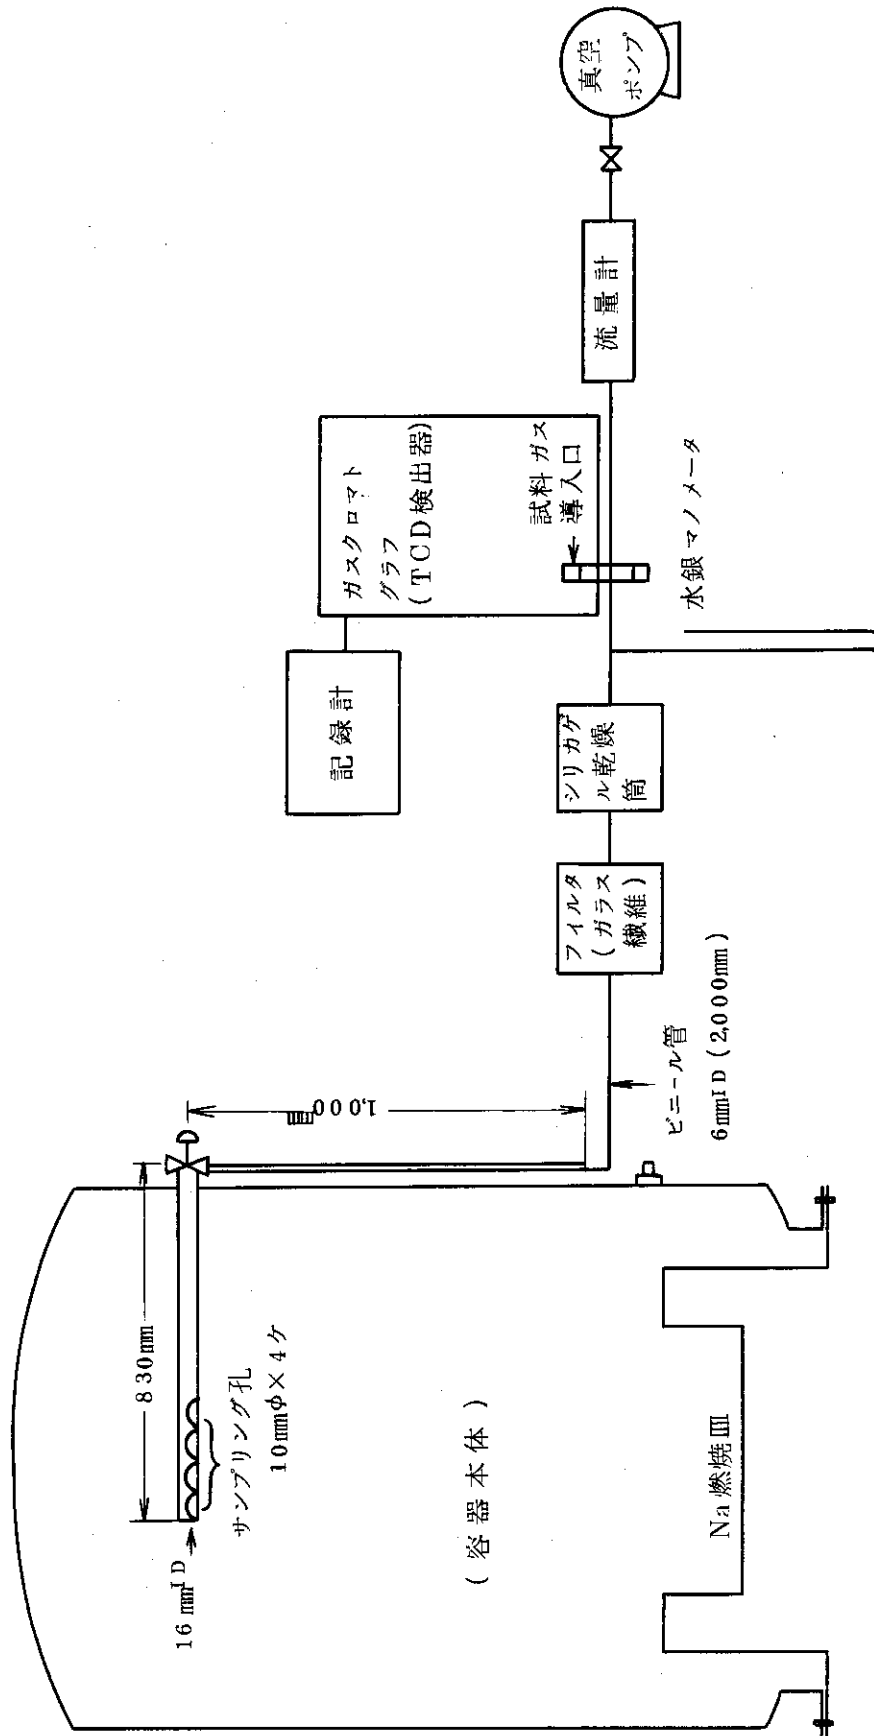 16mmID
830mm
サンプリング孔
10mmφ×4ケ
(容器本体)
Na燃焼皿
1,000mm
ビニール管
6mmID(2,000mm)
フィルタ
(ガラス
繊維)
シリカゲ
ル乾燥
筒
水銀マノメータ
記録計
ガスクロマト
グラフ
(TCD検出器)
試料ガス
導入口
流量計
真空
ポンプ